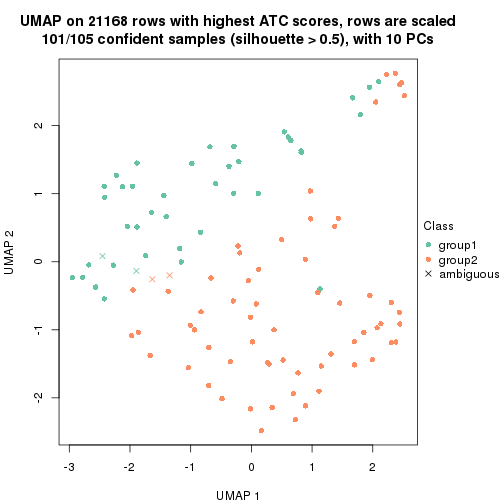 UMAP on 21168 rows with highest ATC scores, rows are scaled
101/105 confident samples (silhouette > 0.5), with 10 PCs
2
1
0
-1
-2
UMAP 2
-3
-2
-1
0
1
2
UMAP 1
Class
group1
group2
ambiguous